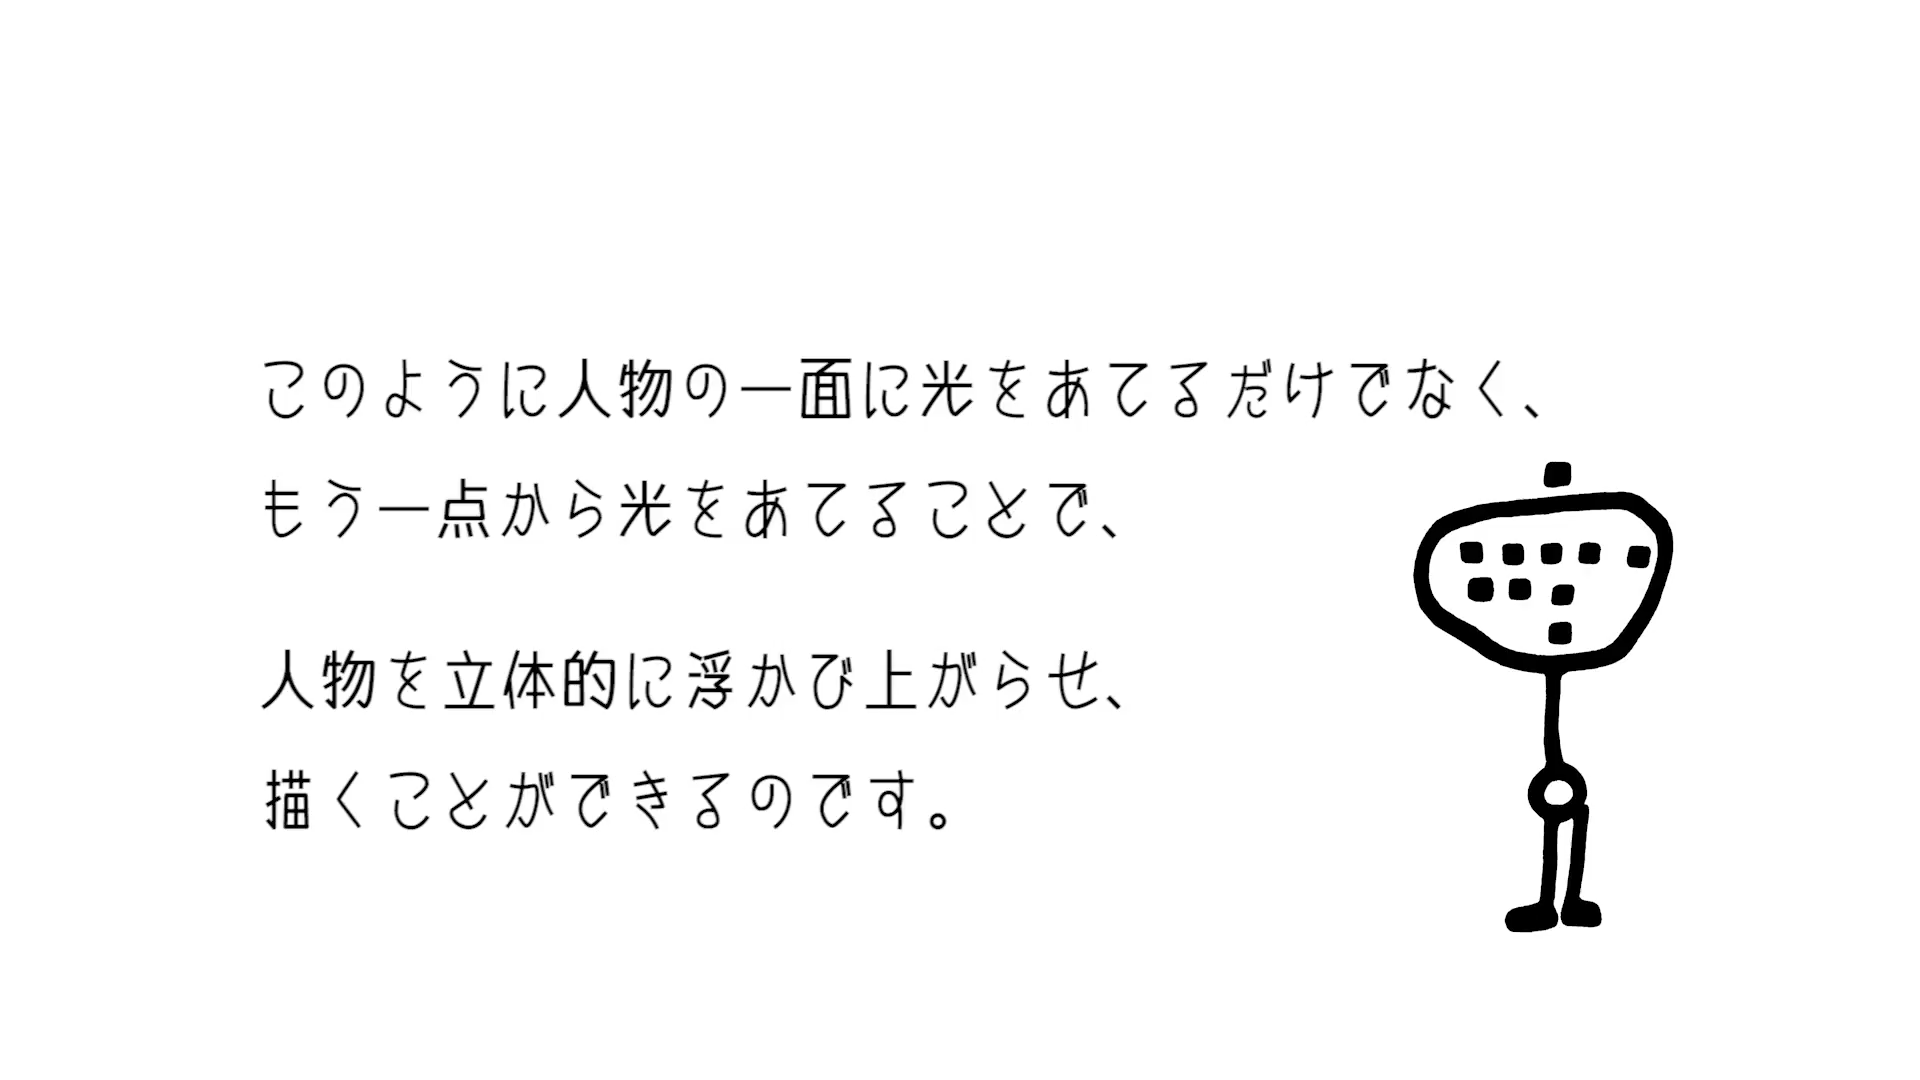 このように人物の一面に光をあてるだけでなく、
もう一点から光をあてることで、
人物を立体的に浮かび上がらせ、
描くことができるのです。